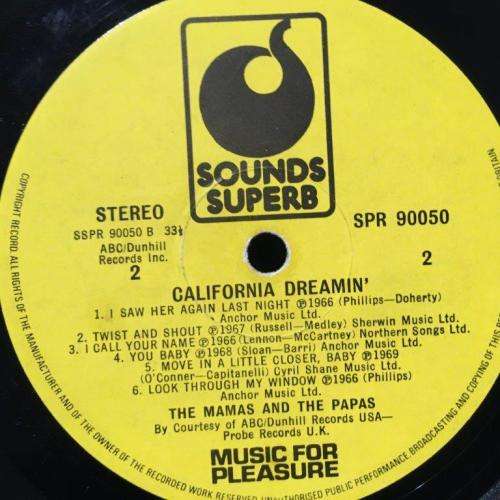 SOUNDS
SUPERB
STEREO
SSPR 90050 B 33⅓
ABC/Dunhill
Records Inc.
2
SPR 90050
2
CALIFORNIA DREAMIN'
1. I SAW HER AGAIN LAST NIGHT ℗1966 (Phillips—Doherty)
Anchor Music Ltd.
2. TWIST AND SHOUT ℗1967 (Russell—Medley) Sherwin Music Ltd.
3. I CALL YOUR NAME ℗1966 (Lennon—McCartney) Northern Songs Ltd.
4. YOU BABY ℗1968 (Sloan—Barri) Anchor Music Ltd.
5. MOVE IN A LITTLE CLOSER, BABY ℗1969
(O'Conner—Capitanelli) Cyril Shane Music Ltd.
6. LOOK THROUGH MY WINDOW ℗1966 (Phillips)
Anchor Music Ltd.
THE MAMAS AND THE PAPAS
By Courtesy of ABC/Dunhill Records USA—
Probe Records U.K.
MUSIC FOR
PLEASURE
COPYRIGHT RECORD. ALL RIGHTS OF THE MANUFACTURER AND OF THE OWNER OF THE RECORDED WORK RESERVED. UNAUTHORISED PUBLIC PERFORMANCE, BROADCASTING AND COPYING OF THIS
BRITAIN